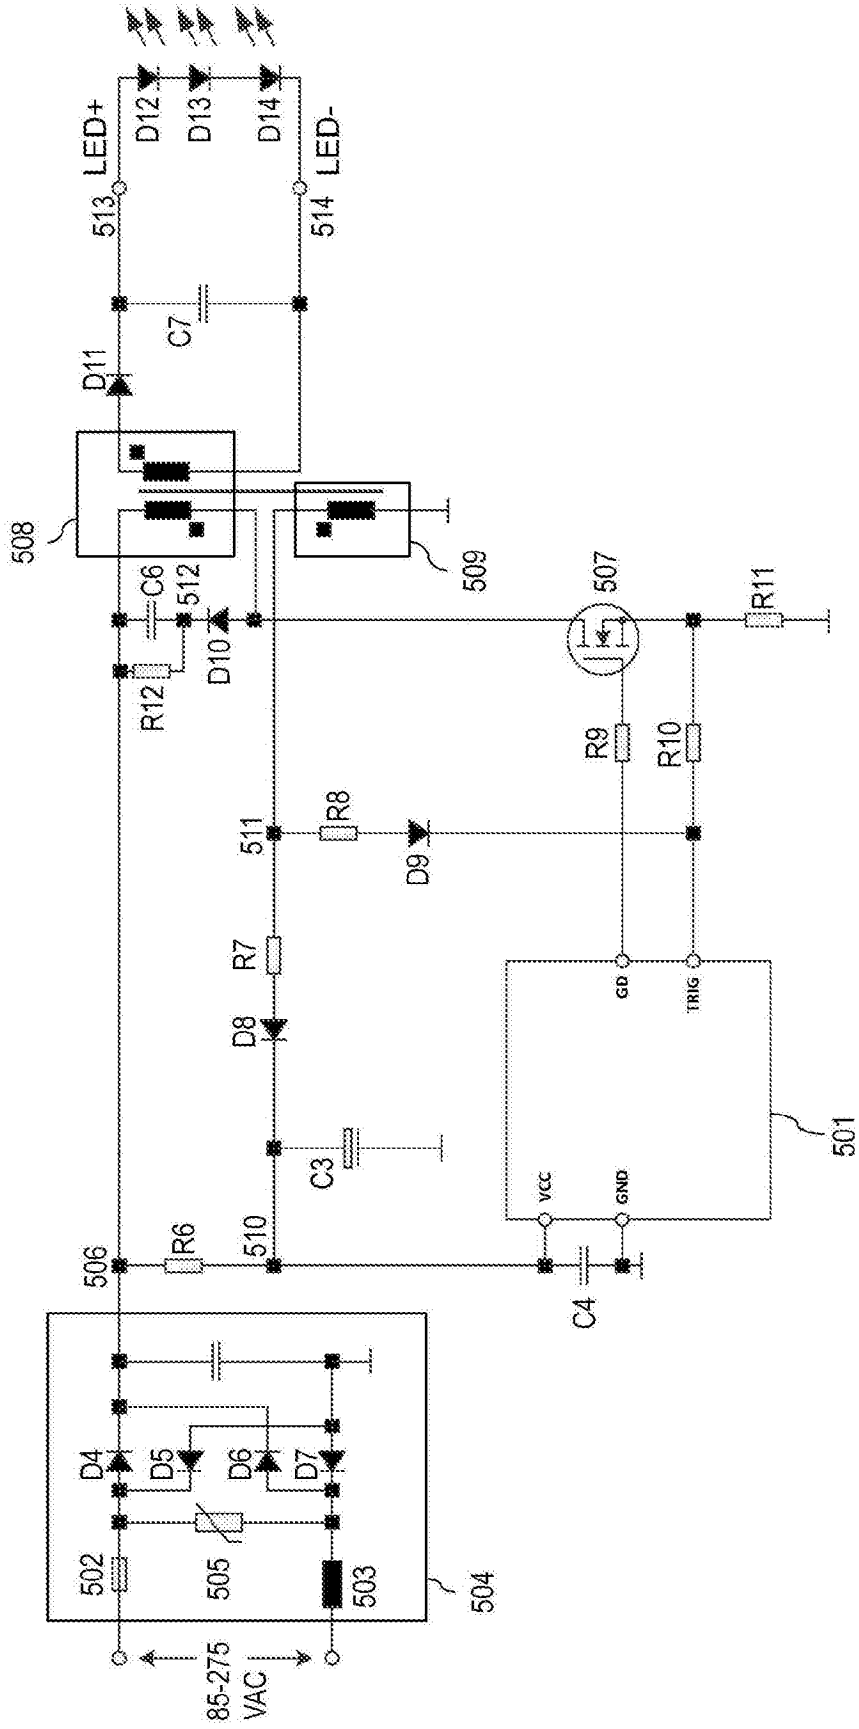 85-275
VAC
502
503
504
505
D4
D5
D6
D7
506
R6
510
C3
C4
VCC
GND
501
GD
TRIG
D8
R7
511
R8
D9
R9
R10
507
R11
R12
C6
512
D10
508
509
D11
C7
513
LED+
514
LED-
D12
D13
D14